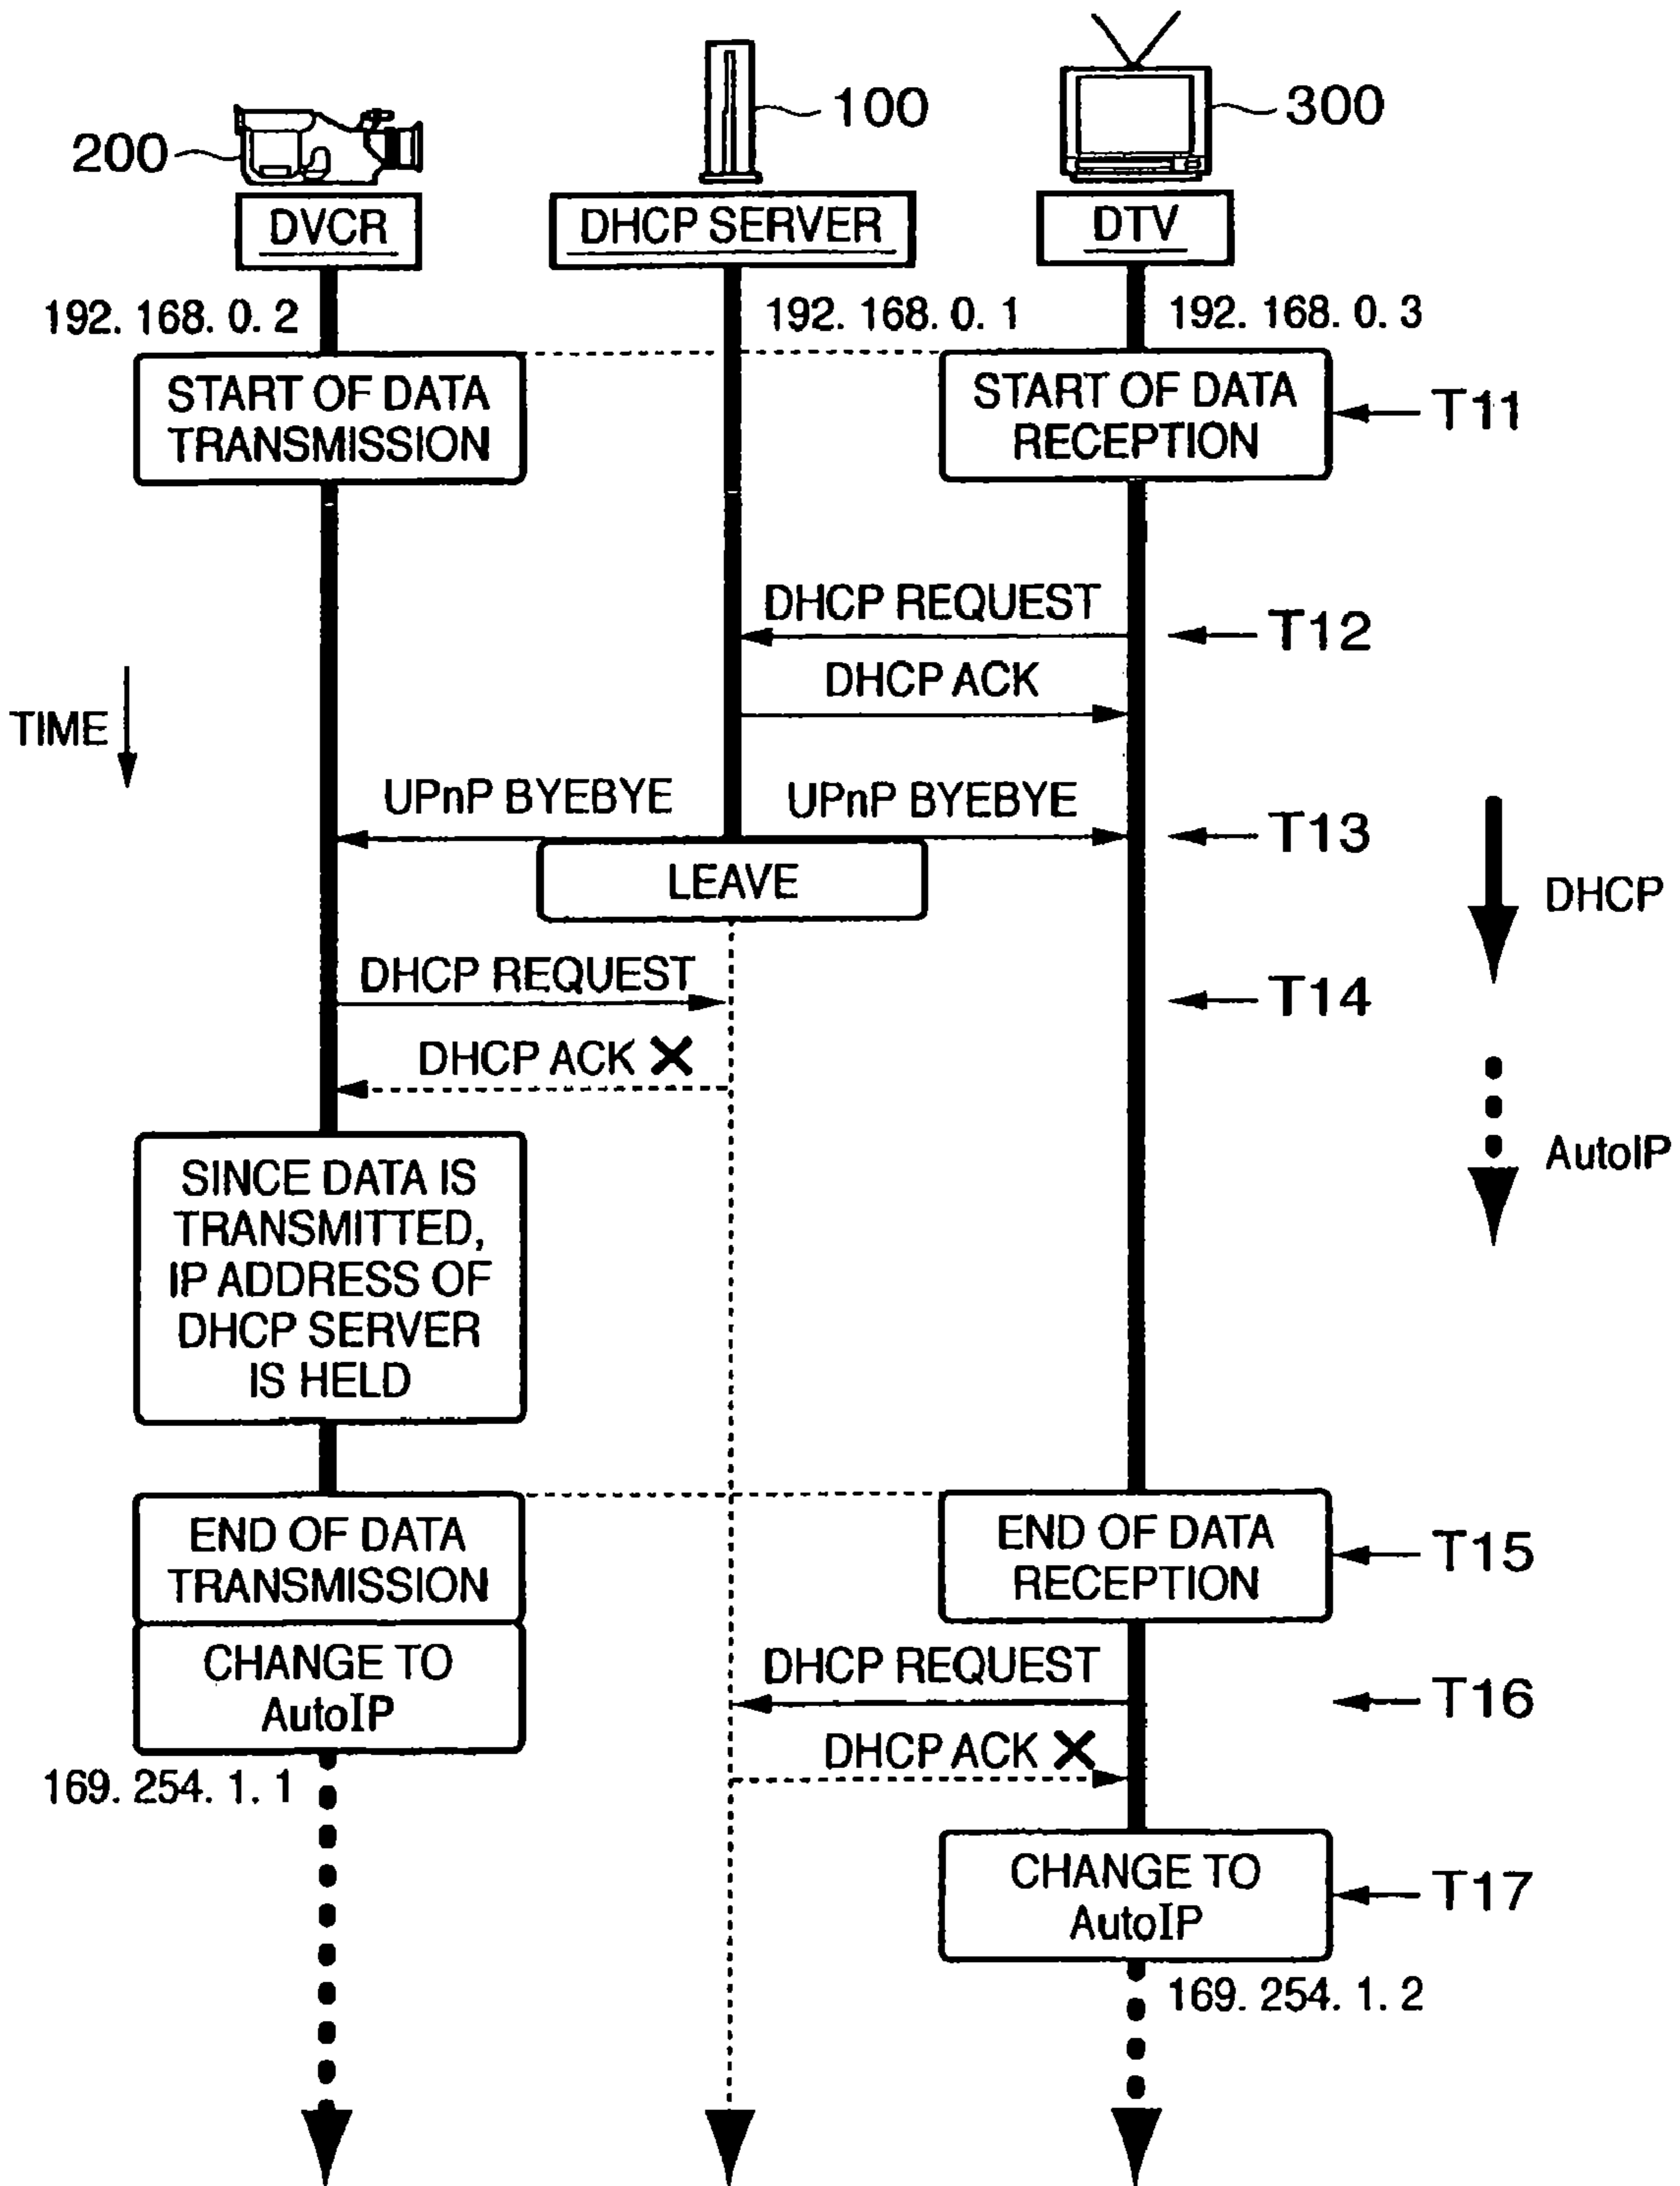 200
100
300
DVCR
DHCP SERVER
DTV
192. 168. 0. 2
192. 168. 0. 1
192. 168. 0. 3
START OF DATA
TRANSMISSION
START OF DATA
RECEPTION
T11
DHCP REQUEST
T12
DHCP ACK
TIME
UPnP BYEBYE
UPnP BYEBYE
T13
LEAVE
DHCP
DHCP REQUEST
T14
DHCP ACK ×
AutoIP
SINCE DATA IS
TRANSMITTED,
IP ADDRESS OF
DHCP SERVER
IS HELD
END OF DATA
TRANSMISSION
END OF DATA
RECEPTION
T15
CHANGE TO
AutoIP
DHCP REQUEST
T16
DHCP ACK ×
169. 254. 1. 1
CHANGE TO
AutoIP
T17
169. 254. 1. 2